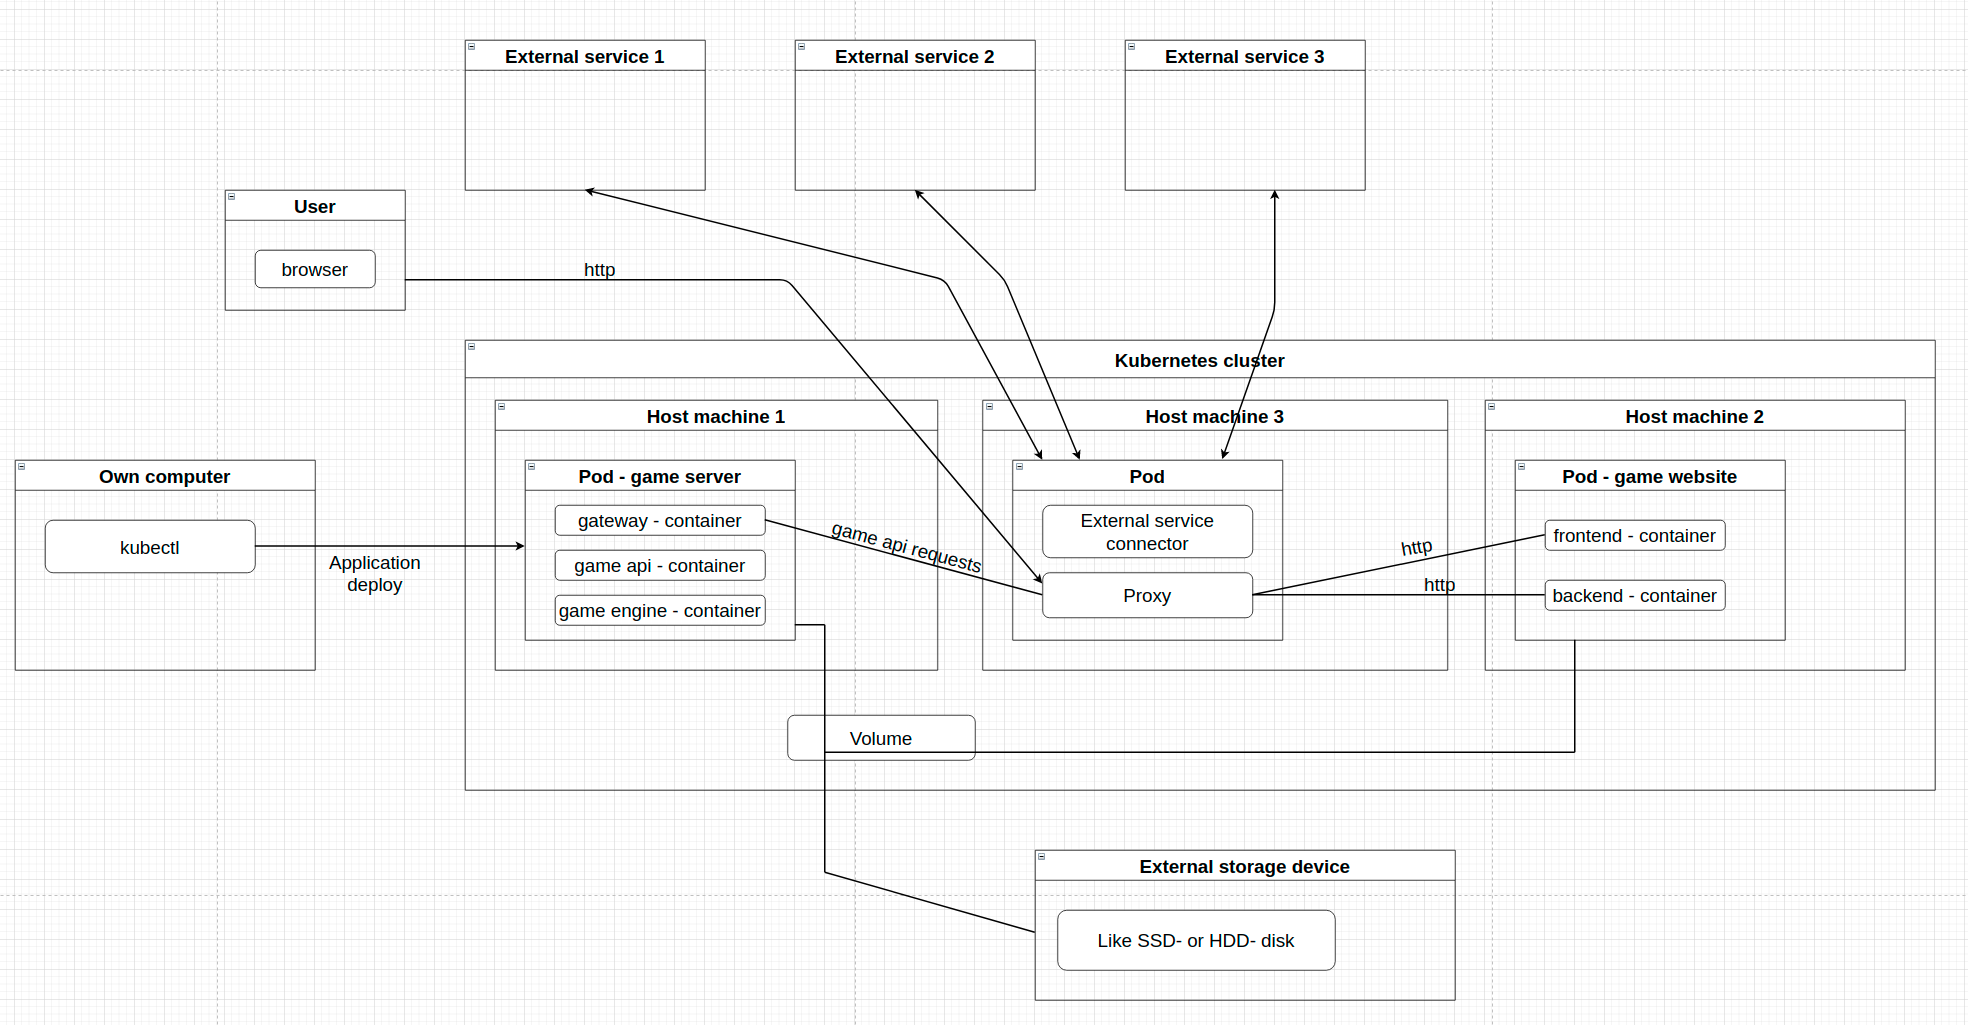 External service 1
External service 2
External service 3
User
browser
http
Kubernetes cluster
Host machine 1
Host machine 3
Host machine 2
Own computer
kubectl
Application
deploy
Pod - game server
gateway - container
game api - container
game engine - container
game api requests
Pod
External service
connector
Proxy
http
http
Pod - game website
frontend - container
backend - container
Volume
External storage device
Like SSD- or HDD- disk